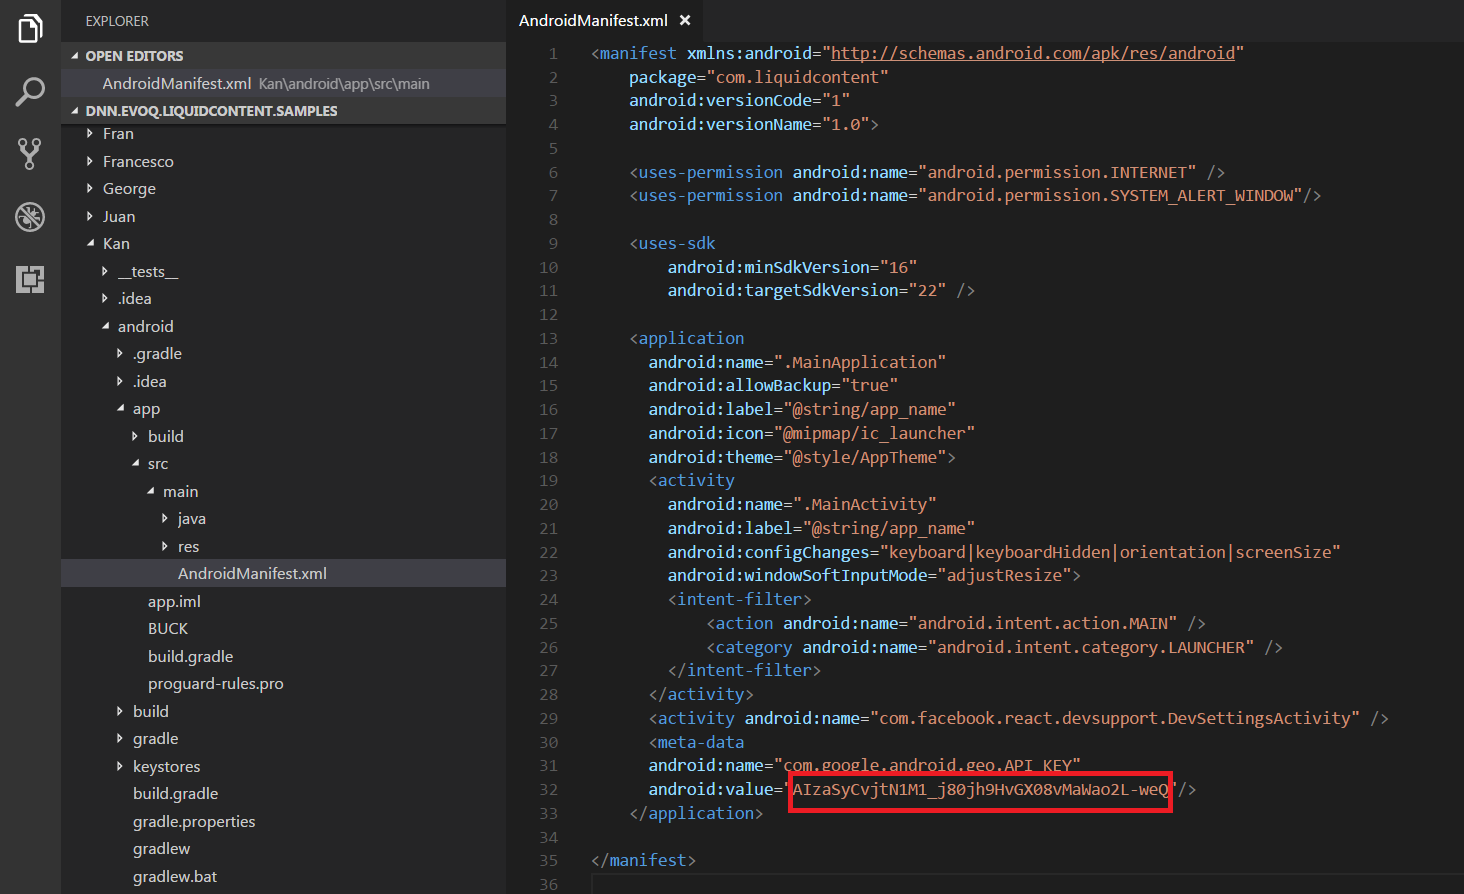 EXPLORER
OPEN EDITORS
AndroidManifest.xml Kan\android\app\src\main
DNN.EVOQ.LIQUIDCONTENT.SAMPLES
Fran
Francesco
George
Juan
Kan
__tests__
.idea
android
.gradle
.idea
app
build
src
main
java
res
AndroidManifest.xml
app.iml
BUCK
build.gradle
proguard-rules.pro
build
gradle
keystores
build.gradle
gradle.properties
gradlew
gradlew.bat
AndroidManifest.xml ×
1 <manifest xmlns:android="http://schemas.android.com/apk/res/android"
2 package="com.liquidcontent"
3 android:versionCode="1"
4 android:versionName="1.0">
5
6 <uses-permission android:name="android.permission.INTERNET" />
7 <uses-permission android:name="android.permission.SYSTEM_ALERT_WINDOW"/>
8
9 <uses-sdk
10 android:minSdkVersion="16"
11 android:targetSdkVersion="22" />
12
13 <application
14 android:name=".MainApplication"
15 android:allowBackup="true"
16 android:label="@string/app_name"
17 android:icon="@mipmap/ic_launcher"
18 android:theme="@style/AppTheme">
19 <activity
20 android:name=".MainActivity"
21 android:label="@string/app_name"
22 android:configChanges="keyboard|keyboardHidden|orientation|screenSize"
23 android:windowSoftInputMode="adjustResize">
24 <intent-filter>
25 <action android:name="android.intent.action.MAIN" />
26 <category android:name="android.intent.category.LAUNCHER" />
27 </intent-filter>
28 </activity>
29 <activity android:name="com.facebook.react.devsupport.DevSettingsActivity" />
30 <meta-data
31 android:name="com.google.android.geo.API_KEY"
32 android:value="AIzaSyCvjtN1M1_j80jh9HvGX08vMaWao2L-weQ"/>
33 </application>
34
35 </manifest>
36